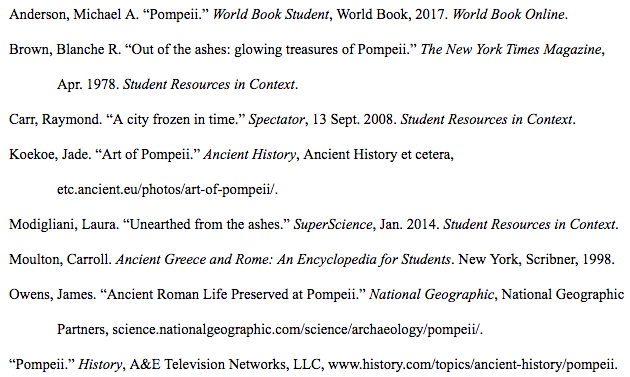 Anderson, Michael A. “Pompeii.” World Book Student, World Book, 2017. World Book Online.
Brown, Blanche R. “Out of the ashes: glowing treasures of Pompeii.” The New York Times Magazine,
Apr. 1978. Student Resources in Context.
Carr, Raymond. “A city frozen in time.” Spectator, 13 Sept. 2008. Student Resources in Context.
Koekoe, Jade. “Art of Pompeii.” Ancient History, Ancient History et cetera,
etc.ancient.eu/photos/art-of-pompeii/.
Modigliani, Laura. “Unearthed from the ashes.” SuperScience, Jan. 2014. Student Resources in Context.
Moulton, Carroll. Ancient Greece and Rome: An Encyclopedia for Students. New York, Scribner, 1998.
Owens, James. “Ancient Roman Life Preserved at Pompeii.” National Geographic, National Geographic
Partners, science.nationalgeographic.com/science/archaeology/pompeii/.
“Pompeii.” History, A&E Television Networks, LLC, www.history.com/topics/ancient-history/pompeii.